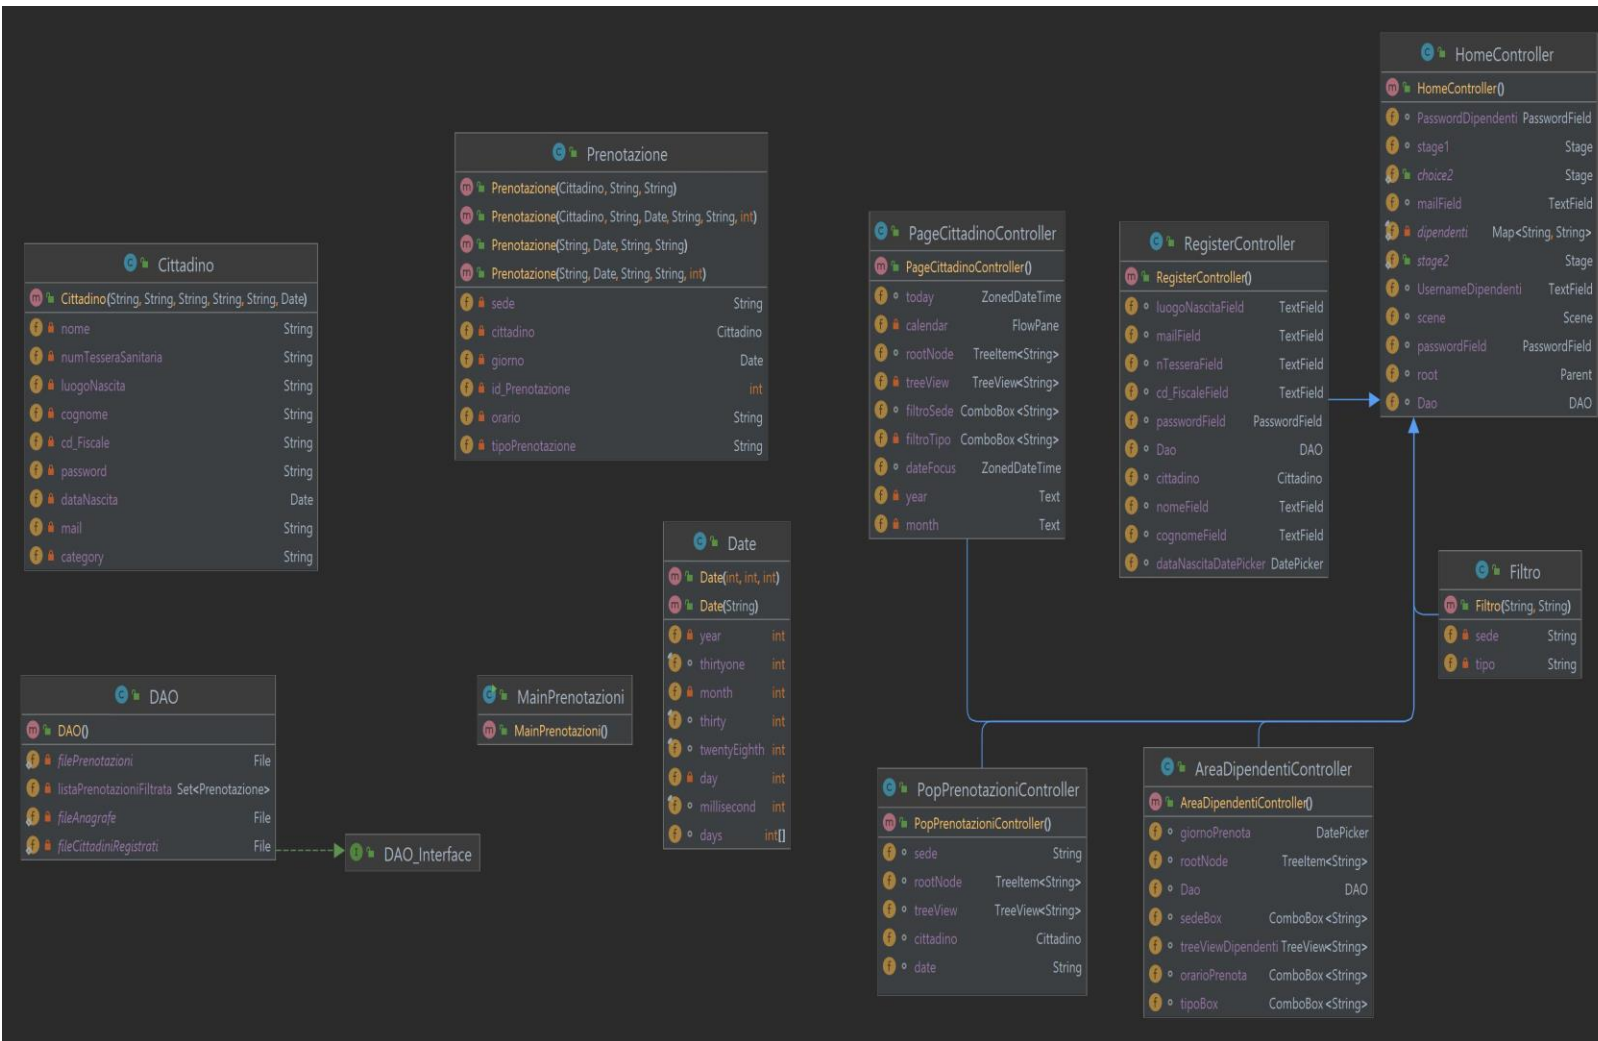 Cittadino
Cittadino(String, String, String, String, String, Date)
nome String
numTesseraSanitaria String
luogoNascita String
cognome String
cd_Fiscale String
password String
dataNascita Date
mail String
category String
DAO
DAO()
filePrenotazioni File
listaPrenotazioniFiltrata Set<Prenotazione>
fileAnagrafe File
fileCittadiniRegistrati File
DAO_Interface
Prenotazione
Prenotazione(Cittadino, String, String)
Prenotazione(Cittadino, String, Date, String, String, int)
Prenotazione(String, Date, String, String)
Prenotazione(String, Date, String, String, int)
sede String
cittadino Cittadino
giorno Date
id_Prenotazione int
orario String
tipoPrenotazione String
MainPrenotazioni
MainPrenotazioni()
Date
Date(int, int, int)
Date(String)
year int
thirtyone int
month int
thirty int
twentyEighth int
day int
millisecond int
days int[]
PageCittadinoController
PageCittadinoController()
today ZonedDateTime
calendar FlowPane
rootNode TreeItem<String>
treeView TreeView<String>
filtroSede ComboBox<String>
filtroTipo ComboBox<String>
dateFocus ZonedDateTime
year Text
month Text
RegisterController
RegisterController()
luogoNascitaField TextField
mailField TextField
nTesseraField TextField
cd_FiscaleField TextField
passwordField PasswordField
Dao DAO
cittadino Cittadino
nomeField TextField
cognomeField TextField
dataNascitaDatePicker DatePicker
HomeController
HomeController()
PasswordDipendenti PasswordField
stage1 Stage
choice2 Stage
mailField TextField
dipendenti Map<String, String>
stage2 Stage
UsernameDipendenti TextField
scene Scene
passwordField PasswordField
root Parent
Dao DAO
Filtro
Filtro(String, String)
sede String
tipo String
PopPrenotazioniController
PopPrenotazioniController()
sede String
rootNode TreeItem<String>
treeView TreeView<String>
cittadino Cittadino
date String
AreaDipendentiController
AreaDipendentiController()
giornoPrenota DatePicker
rootNode TreeItem<String>
Dao DAO
sedeBox ComboBox<String>
treeViewDipendenti TreeView<String>
orarioPrenota ComboBox<String>
tipoBox ComboBox<String>